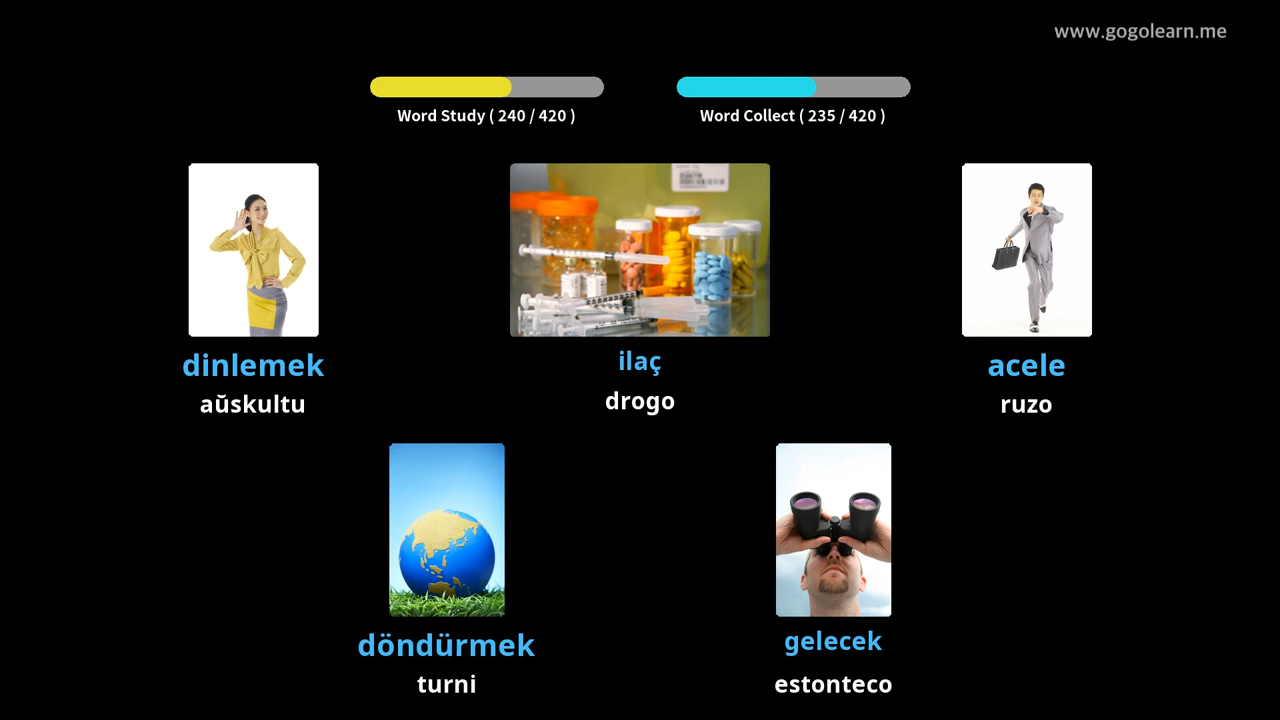 www.gogolearn.me
Word Study ( 240 / 420 )
Word Collect ( 235 / 420 )
dinlemek
aŭskultu
ilaç
drogo
acele
ruzo
döndürmek
turni
gelecek
estonteco